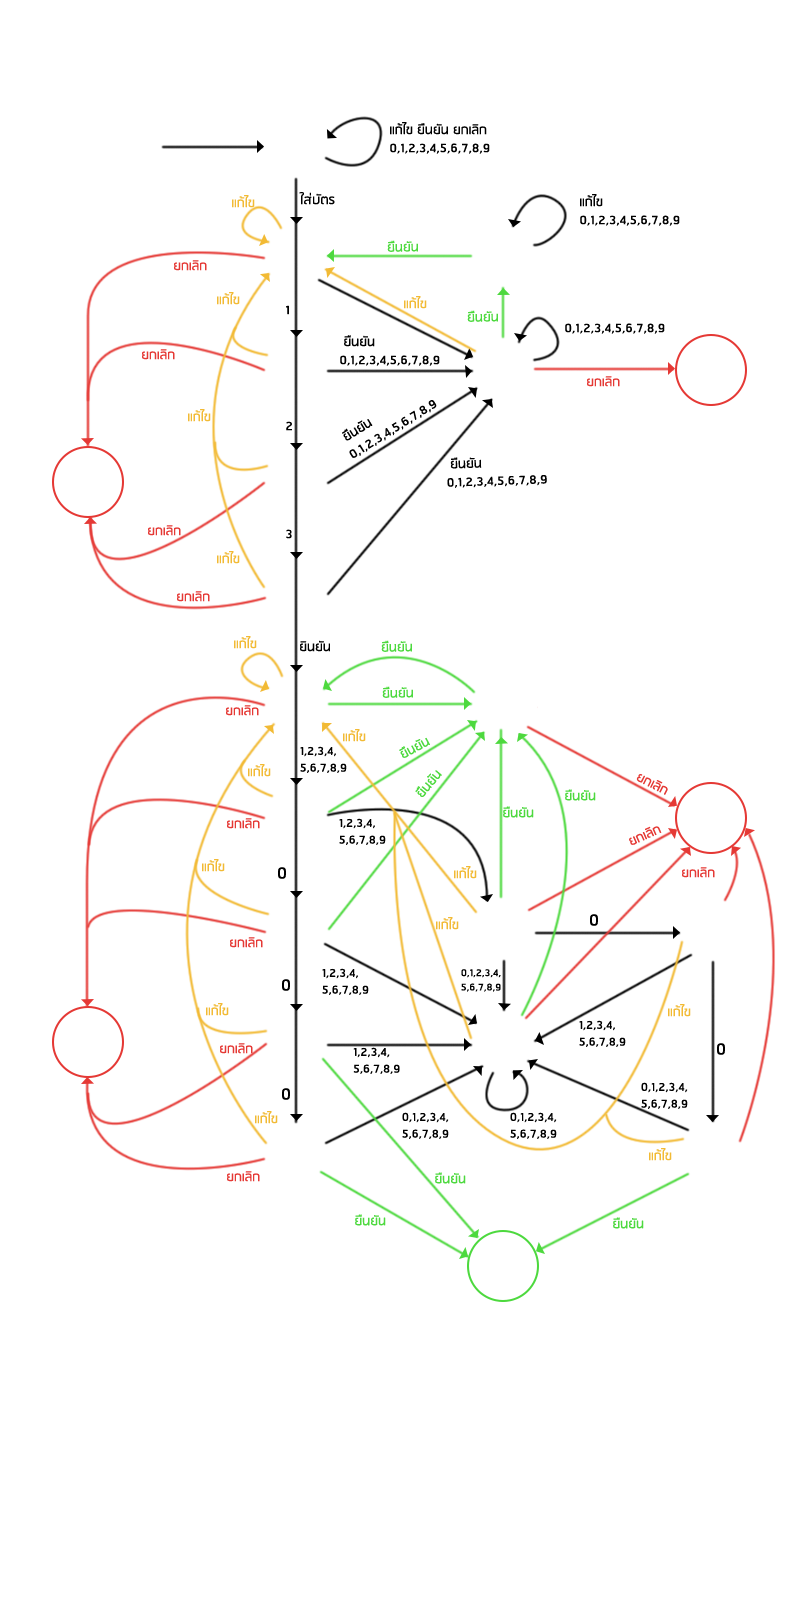 แก้ไข ยืนยัน ยกเลิก
0,1,2,3,4,5,6,7,8,9
ใส่บัตร
แก้ไข
แก้ไข
0,1,2,3,4,5,6,7,8,9
ยืนยัน
ยกเลิก
แก้ไข
แก้ไข
1
ยืนยัน
0,1,2,3,4,5,6,7,8,9
ยืนยัน
0,1,2,3,4,5,6,7,8,9
ยกเลิก
ยกเลิก
แก้ไข
2
ยืนยัน
0,1,2,3,4,5,6,7,8,9
ยืนยัน
0,1,2,3,4,5,6,7,8,9
ยกเลิก
3
แก้ไข
ยกเลิก
แก้ไข
ยืนยัน
ยืนยัน
ยืนยัน
ยกเลิก
แก้ไข
ยืนยัน
1,2,3,4,
5,6,7,8,9
แก้ไข
ยืนยัน
ยกเลิก
ยืนยัน
ยืนยัน
ยกเลิก
1,2,3,4,
5,6,7,8,9
ยกเลิก
แก้ไข
0
แก้ไข
ยกเลิก
0
แก้ไข
ยกเลิก
0
1,2,3,4,
5,6,7,8,9
0,1,2,3,4,
5,6,7,8,9
แก้ไข
แก้ไข
1,2,3,4,
5,6,7,8,9
ยกเลิก
1,2,3,4,
5,6,7,8,9
0
0
0,1,2,3,4,
5,6,7,8,9
แก้ไข
0,1,2,3,4,
5,6,7,8,9
0,1,2,3,4,
5,6,7,8,9
แก้ไข
ยกเลิก
ยืนยัน
ยืนยัน
ยืนยัน